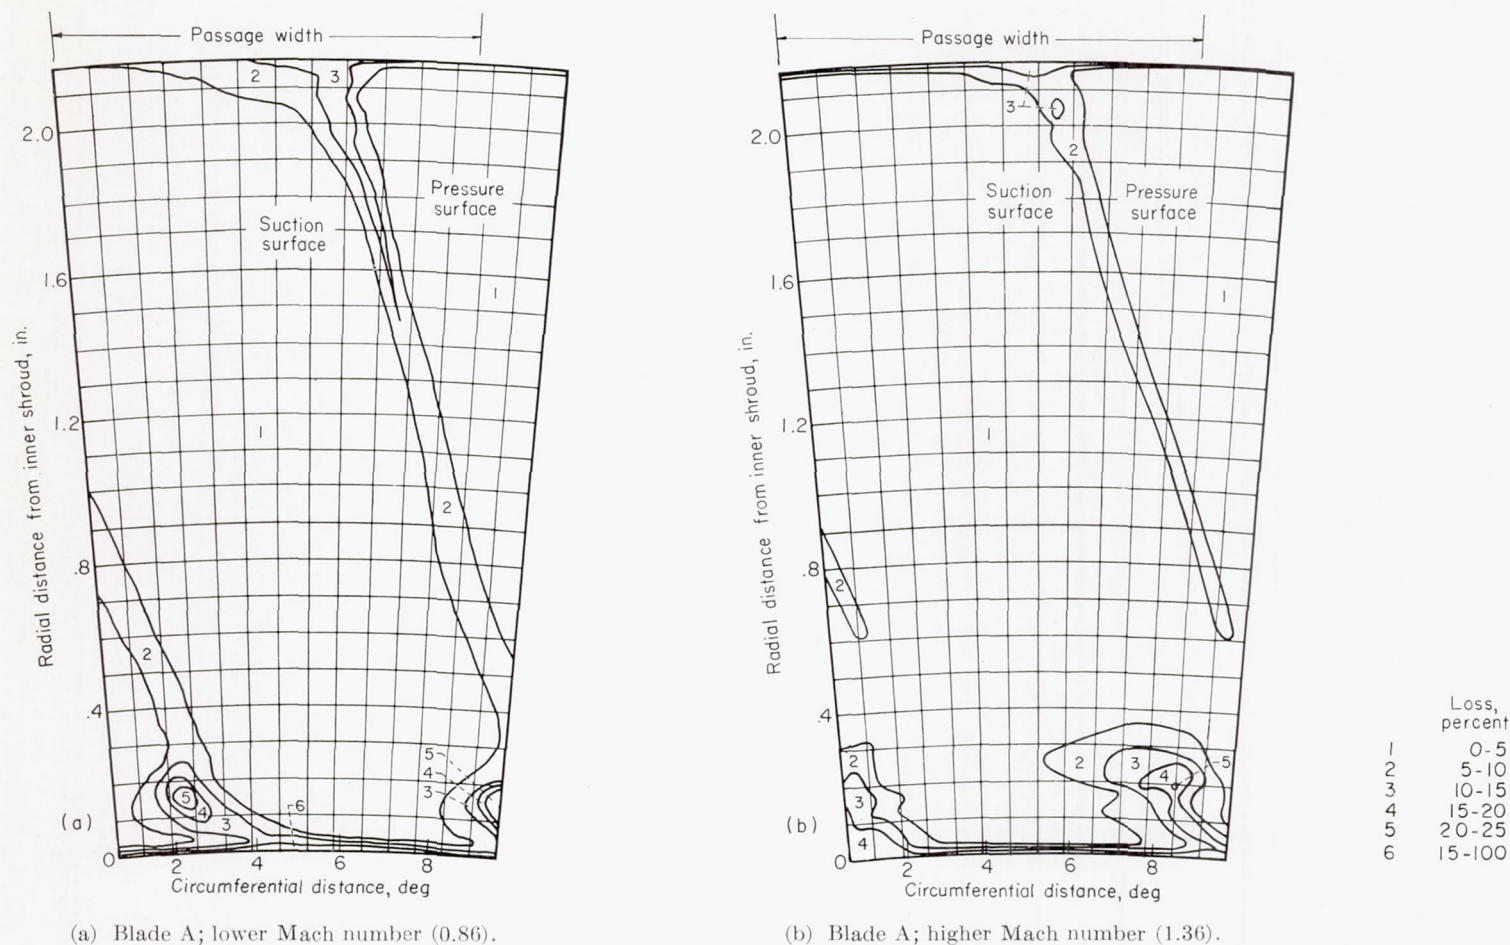 Passage width
2
3
2.0
Pressure
surface
Suction
surface
1.6
1
1.2
1
2
.8
2
.4
5
4
3
5
4
3
6
(a)
0
2
4
6
8
Circumferential distance, deg
Radial distance from inner shroud, in.
(a) Blade A; lower Mach number (0.86).
Passage width
3
2.0
2
Suction
surface
Pressure
surface
1.6
1
1.2
1
.8
2
.4
2
3
4
2
3
4
5
(b)
0
2
4
6
8
Circumferential distance, deg
Radial distance from inner shroud, in.
(b) Blade A; higher Mach number (1.36).
Loss,
percent
1 0-5
2 5-10
3 10-15
4 15-20
5 20-25
6 15-100